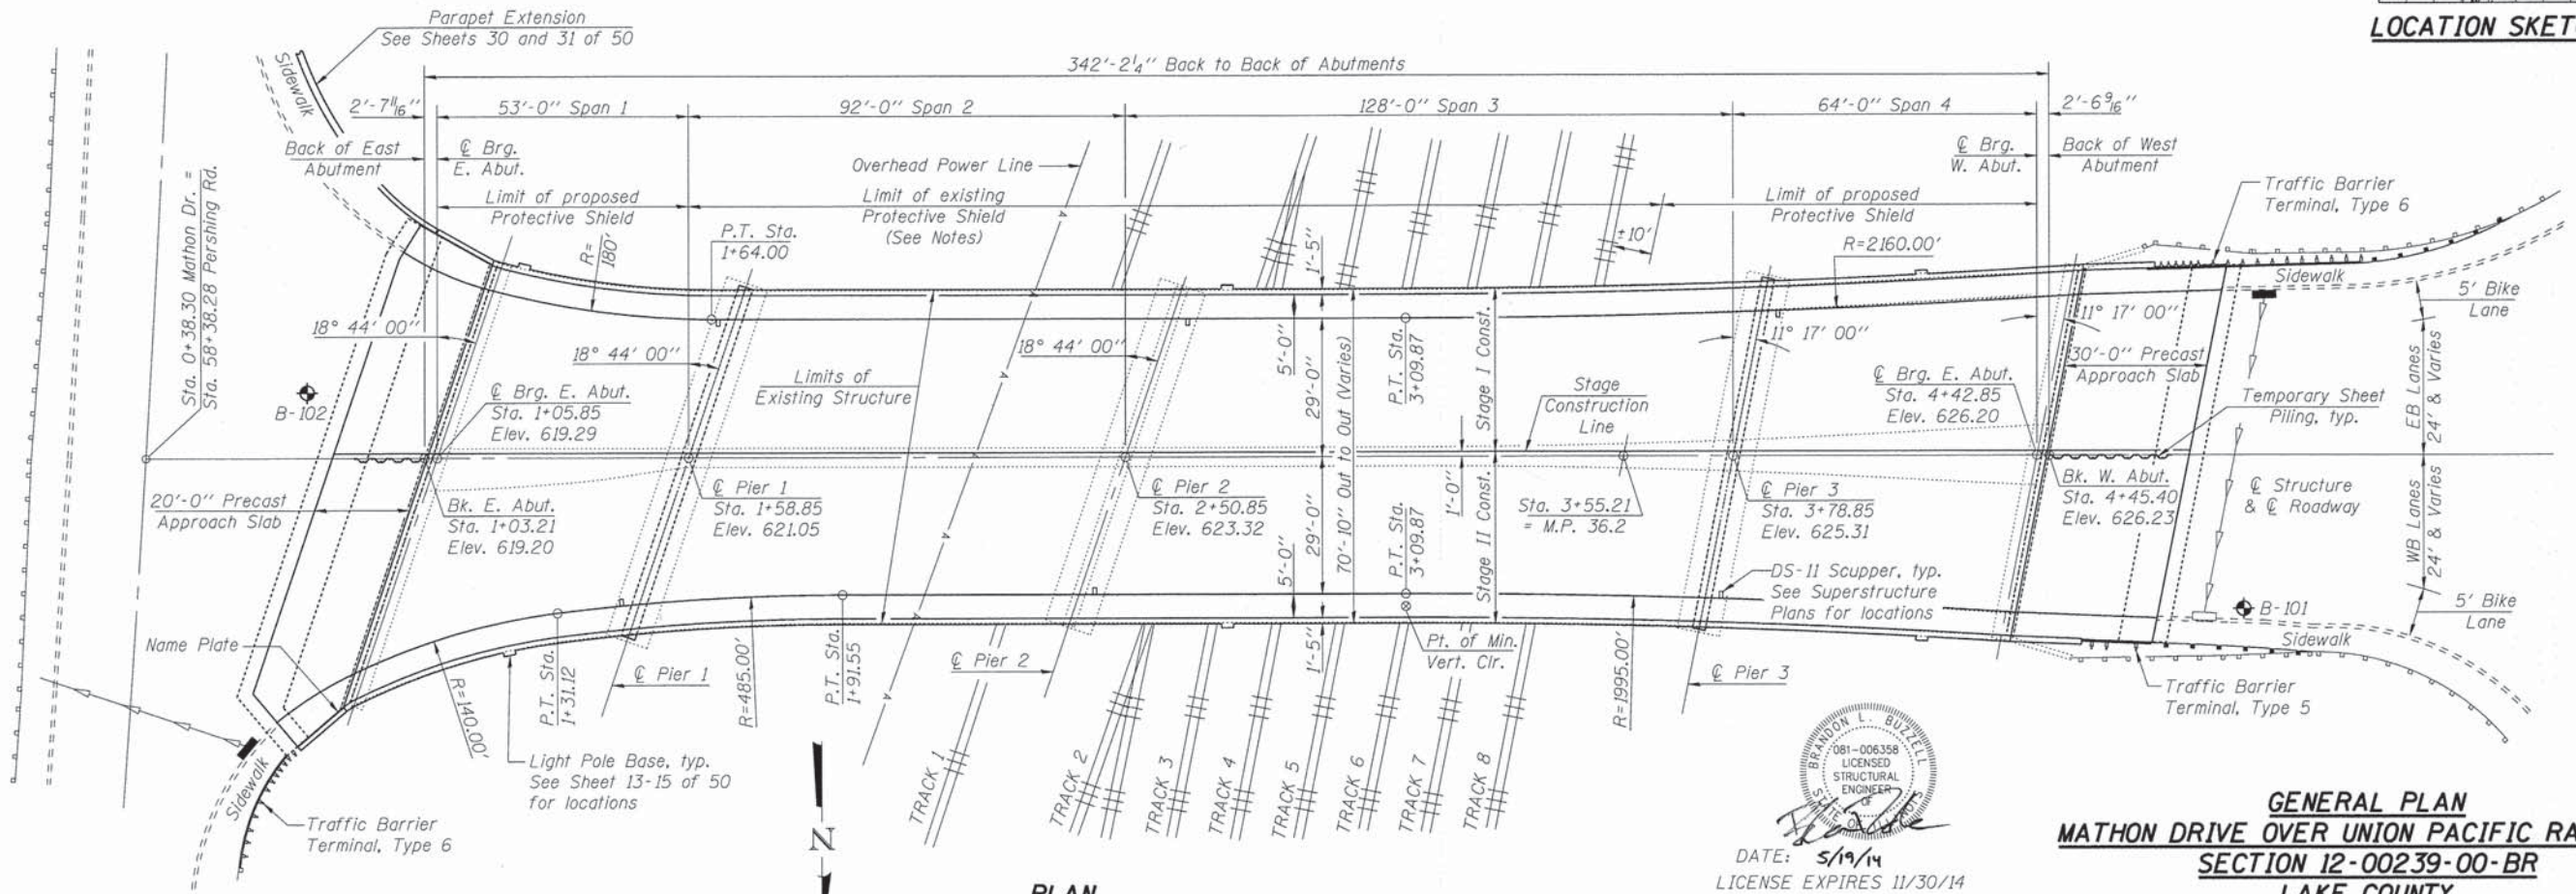 LOCATION SKET
Parapet Extension
See Sheets 30 and 31 of 50
Sidewalk
342'-2¼" Back to Back of Abutments
2'-7 11/16"
53'-0" Span 1
92'-0" Span 2
128'-0" Span 3
64'-0" Span 4
2'-6 9/16"
Back of East
Abutment
℄ Brg.
E. Abut.
Overhead Power Line
℄ Brg.
W. Abut.
Back of West
Abutment
Limit of proposed
Protective Shield
Limit of existing
Protective Shield
(See Notes)
Limit of proposed
Protective Shield
Traffic Barrier
Terminal, Type 6
Sta. 0+38.30 Mathon Dr. =
Sta. 58+38.28 Pershing Rd.
R=
180'
P.T. Sta.
1+64.00
A
1'-5"
±10'
R=2160.00'
Sidewalk
5' Bike
Lane
18° 44' 00"
18° 44' 00"
18° 44' 00"
11° 17' 00"
11° 17' 00"
5'-0"
29'-0"
70'-10" Out to Out (Varies)
P.T. Sta.
3+09.87
Stage I Const.
Limits of
Existing Structure
Stage
Construction
Line
30'-0" Precast
Approach Slab
EB Lanes
24' & Varies
B-102
℄ Brg. E. Abut.
Sta. 1+05.85
Elev. 619.29
℄ Brg. E. Abut.
Sta. 4+42.85
Elev. 626.20
Temporary Sheet
Piling, typ.
20'-0" Precast
Approach Slab
Bk. E. Abut.
Sta. 1+03.21
Elev. 619.20
℄ Pier 1
Sta. 1+58.85
Elev. 621.05
A
℄ Pier 2
Sta. 2+50.85
Elev. 623.32
1'-0"
Sta. 3+55.21
= M.P. 36.2
℄ Pier 3
Sta. 3+78.85
Elev. 625.31
Bk. W. Abut.
Sta. 4+45.40
Elev. 626.23
℄ Structure
& ℄ Roadway
WB Lanes
24' & Varies
29'-0"
5'-0"
P.T. Sta.
3+09.87
Stage II Const.
DS-11 Scupper, typ.
See Superstructure
Plans for locations
B-101
5' Bike
Lane
Sidewalk
Name Plate
R=140.00'
P.T. Sta.
1+31.12
℄ Pier 1
R=485.00'
P.T. Sta.
1+91.55
A
℄ Pier 2
1'-5"
Pt. of Min.
Vert. Clr.
R=1995.00'
℄ Pier 3
Traffic Barrier
Terminal, Type 5
Light Pole Base, typ.
See Sheet 13-15 of 50
for locations
TRACK 1
TRACK 2
TRACK 3
TRACK 4
TRACK 5
TRACK 6
TRACK 7
TRACK 8
Sidewalk
Traffic Barrier
Terminal, Type 6
N
BRANDON L. BUZZELL
081-006358
LICENSED
STRUCTURAL
ENGINEER
OF
STATE OF ILLINOIS
DATE: 5/19/14
LICENSE EXPIRES 11/30/14
PLAN
GENERAL PLAN
MATHON DRIVE OVER UNION PACIFIC RA
SECTION 12-00239-00-BR
LAKE COUNTY